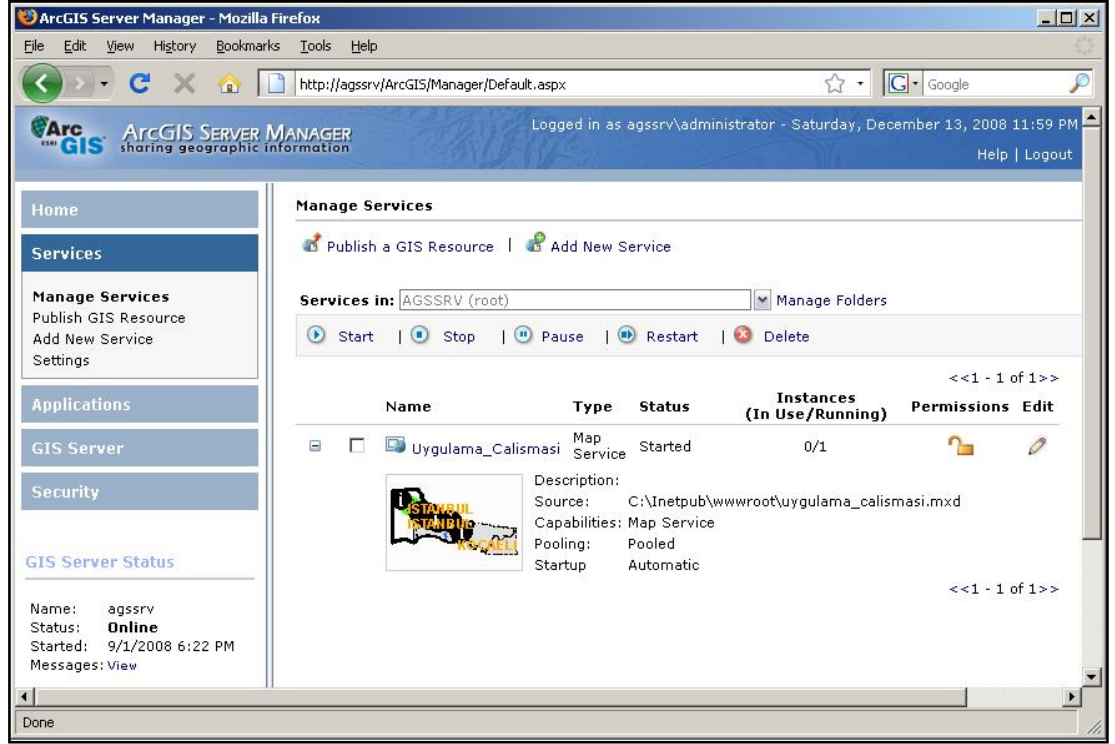 ArcGIS Server Manager - Mozilla Firefox
File Edit View History Bookmarks Tools Help
http://agssrv/ArcGIS/Manager/Default.aspx
G Google
Arc GIS ESRI
ArcGIS Server Manager
sharing geographic information
Logged in as agssrv\administrator - Saturday, December 13, 2008 11:59 PM
Help | Logout
Home
Services
Manage Services
Publish GIS Resource
Add New Service
Settings
Applications
GIS Server
Security
GIS Server Status
Name: agssrv
Status: Online
Started: 9/1/2008 6:22 PM
Messages: View
Manage Services
Publish a GIS Resource | Add New Service
Services in: AGSSRV (root) Manage Folders
Start | Stop | Pause | Restart | Delete
<<1 - 1 of 1>>
Name Type Status Instances (In Use/Running) Permissions Edit
Uygulama_Calismasi Map Service Started 0/1
İSTANBUL
İSTANBUL
KOCAELİ
Description:
Source: C:\Inetpub\wwwroot\uygulama_calismasi.mxd
Capabilities: Map Service
Pooling: Pooled
Startup Automatic
<<1 - 1 of 1>>
Done